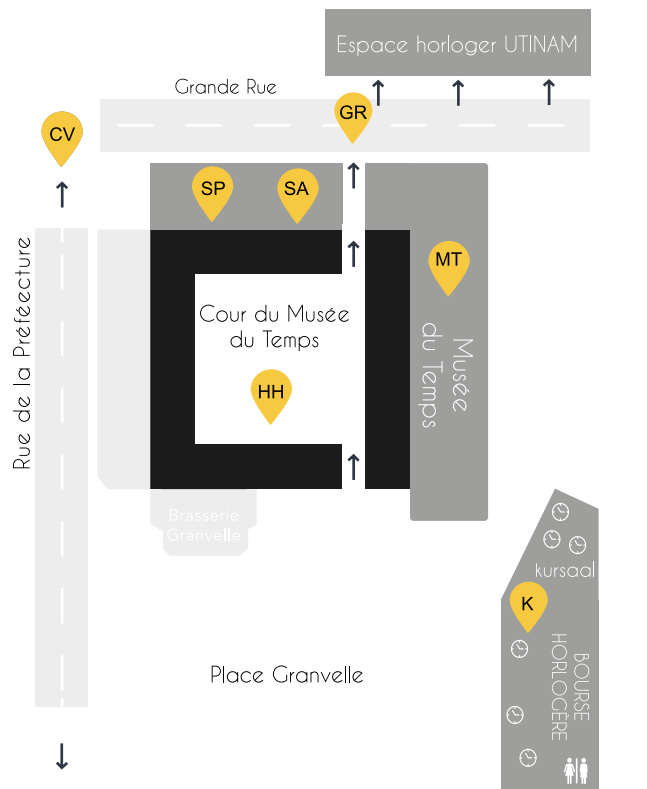 Espace horloger UTINAM
Grande Rue
GR
CV
SP
SA
MT
Rue de la Préféecture
Cour du Musée
du Temps
HH
Musée
du Temps
Brasserie
Granvelle
kursaal
K
BOURSE
HORLOGÈRE
Place Granvelle